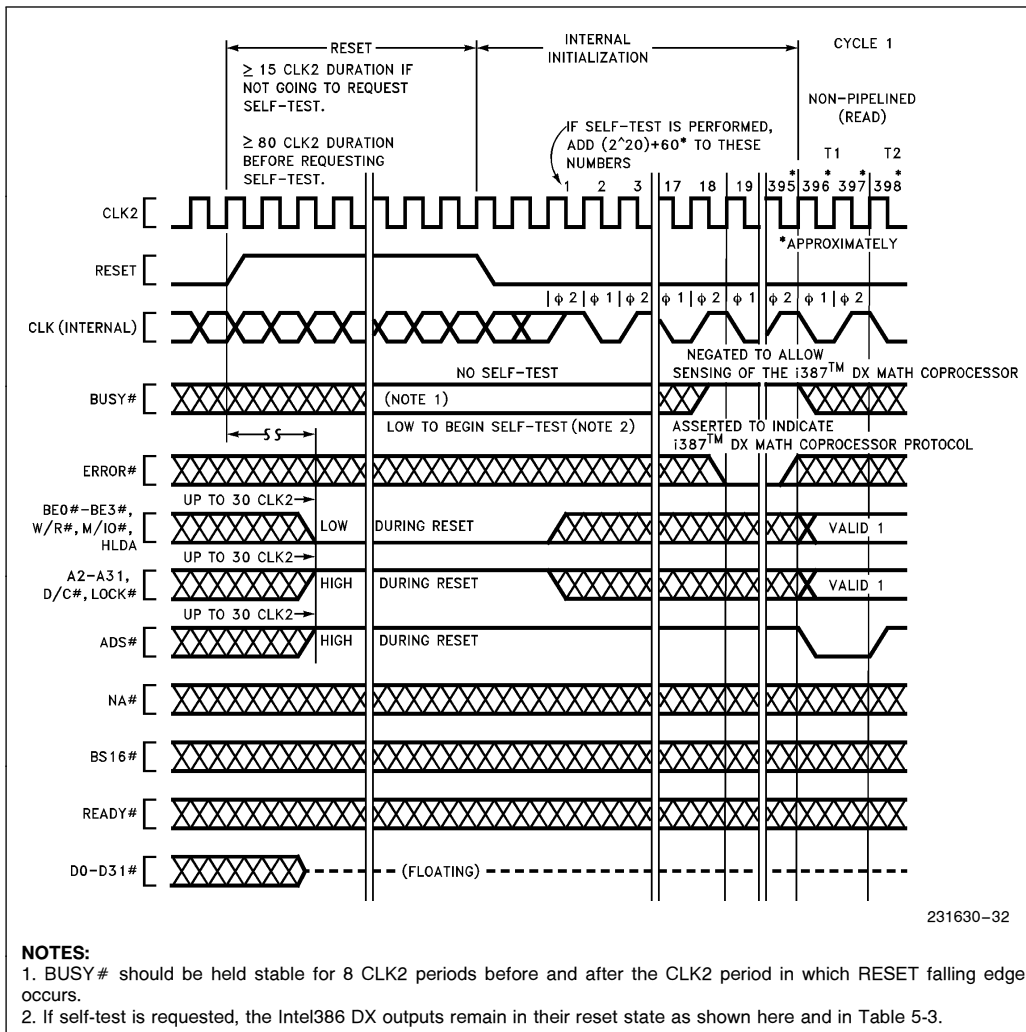 RESET
INTERNAL
INITIALIZATION
CYCLE 1
≥ 15 CLK2 DURATION IF
NOT GOING TO REQUEST
SELF-TEST.
≥ 80 CLK2 DURATION
BEFORE REQUESTING
SELF-TEST.
NON-PIPELINED
(READ)
IF SELF-TEST IS PERFORMED,
ADD (2^20)+60* TO THESE
NUMBERS
T1 T2
1 2 3 17 18 19 395* 396* 397* 398*
CLK2
*APPROXIMATELY
RESET
ϕ 2 ϕ 1 ϕ 2 ϕ 1 ϕ 2 ϕ 1 ϕ 2 ϕ 1 ϕ 2
CLK (INTERNAL)
NO SELF-TEST
NEGATED TO ALLOW
SENSING OF THE i387™ DX MATH COPROCESSOR
BUSY#
(NOTE 1)
LOW TO BEGIN SELF-TEST (NOTE 2)
ASSERTED TO INDICATE
i387™ DX MATH COPROCESSOR PROTOCOL
SS
ERROR#
UP TO 30 CLK2
BE0#-BE3#,
W/R#, M/IO#,
HLDA
LOW DURING RESET
VALID 1
UP TO 30 CLK2
A2-A31,
D/C#, LOCK#
HIGH DURING RESET
VALID 1
UP TO 30 CLK2
ADS#
HIGH DURING RESET
NA#
BS16#
READY#
D0-D31#
(FLOATING)
231630-32
NOTES:
1. BUSY# should be held stable for 8 CLK2 periods before and after the CLK2 period in which RESET falling edge
occurs.
2. If self-test is requested, the Intel386 DX outputs remain in their reset state as shown here and in Table 5-3.